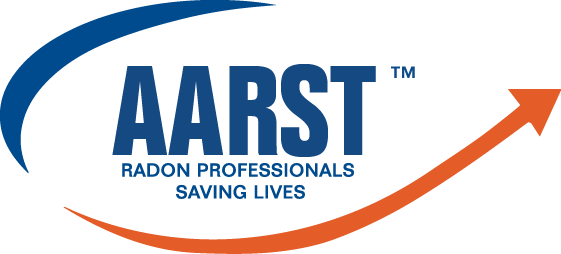 AARST™
RADON PROFESSIONALS
SAVING LIVES